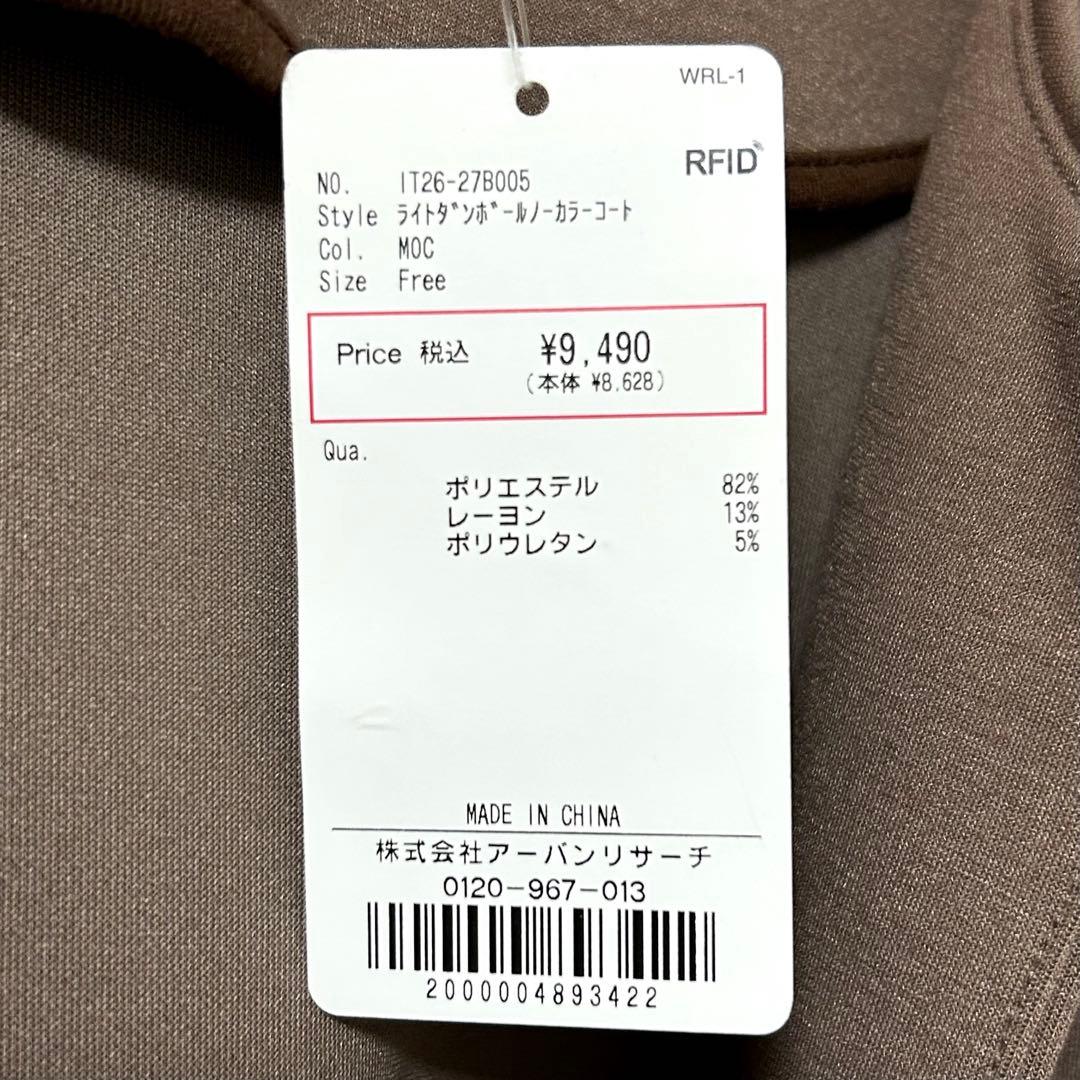 WRL-1
RFID
NO. IT26-27B005
Style ﾗｲﾄﾀﾞﾝﾎﾞｰﾙﾉｰｶﾗｰｺｰﾄ
Col. MOC
Size Free
Price 税込 ¥9,490
(本体 ¥8,628)
Qua.
ポリエステル 82%
レーヨン 13%
ポリウレタン 5%
MADE IN CHINA
株式会社アーバンリサーチ
0120-967-013
2000004893422